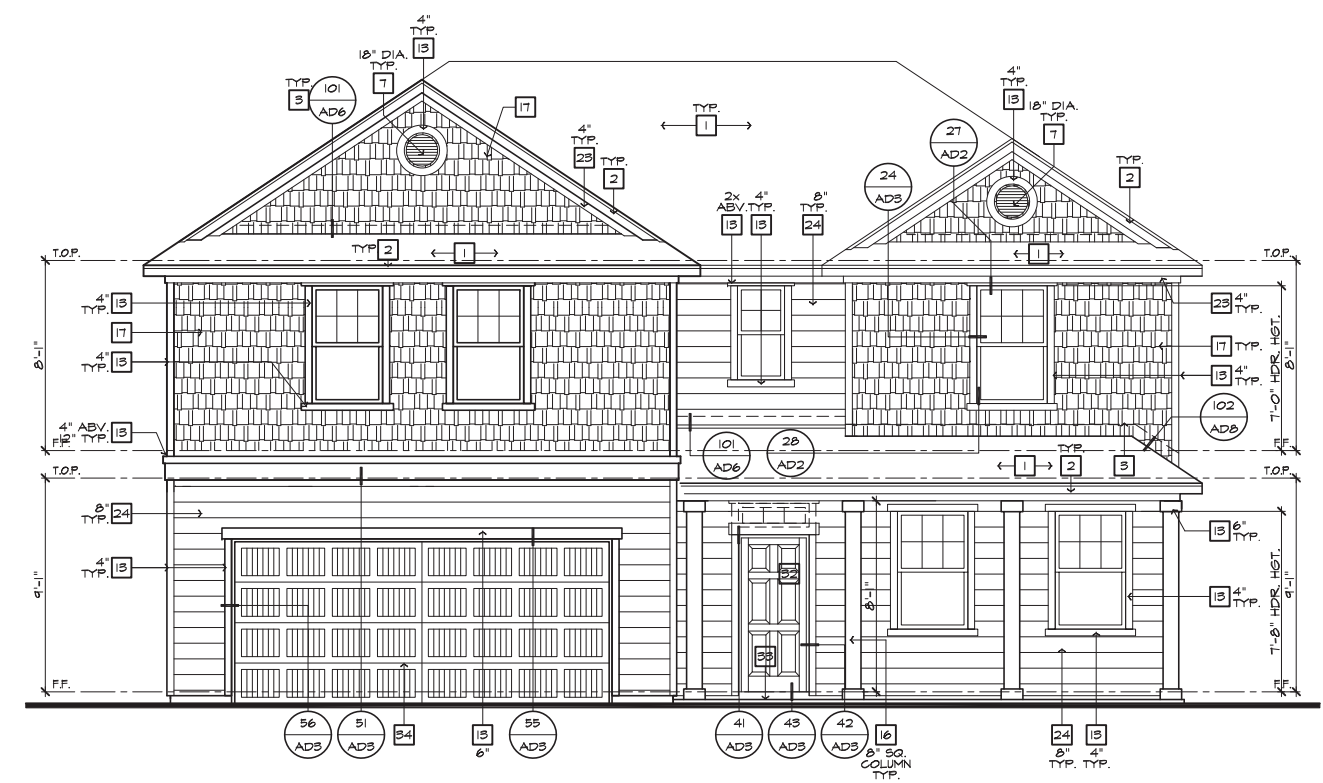 4"
TYP.
13
18" DIA.
TYP.
7
TYP.
3
101
AD6
17
4"
TYP.
23
TYP.
2
TYP.
1
4"
TYP.
13
18" DIA.
TYP.
7
27
AD2
24
AD3
TYP.
2
2x
ABV.
13
4"
TYP.
13
8"
TYP.
24
TYP
2
1
1
T.O.P.
T.O.P.
4"
TYP.
13
17
4"
TYP.
13
8'-1"
4" ABV.
TYP.
13
F.F.
23
4"
TYP.
17
TYP.
13
4"
TYP.
7'-0" HDR. HGT.
8'-1"
102
AD8
F.F.
101
AD6
28
AD2
1
TYP.
2
3
T.O.P.
T.O.P.
8"
TYP.
24
4"
TYP.
13
9'-1"
F.F.
32
33
8'-1"
13
6"
TYP.
13
4"
TYP.
7'-8" HDR. HGT.
9'-1"
F.F.
56
AD3
51
AD3
34
13
6"
55
AD3
41
AD3
43
AD3
42
AD3
16
8" SQ.
COLUMN
TYP.
24
8"
TYP.
13
4"
TYP.